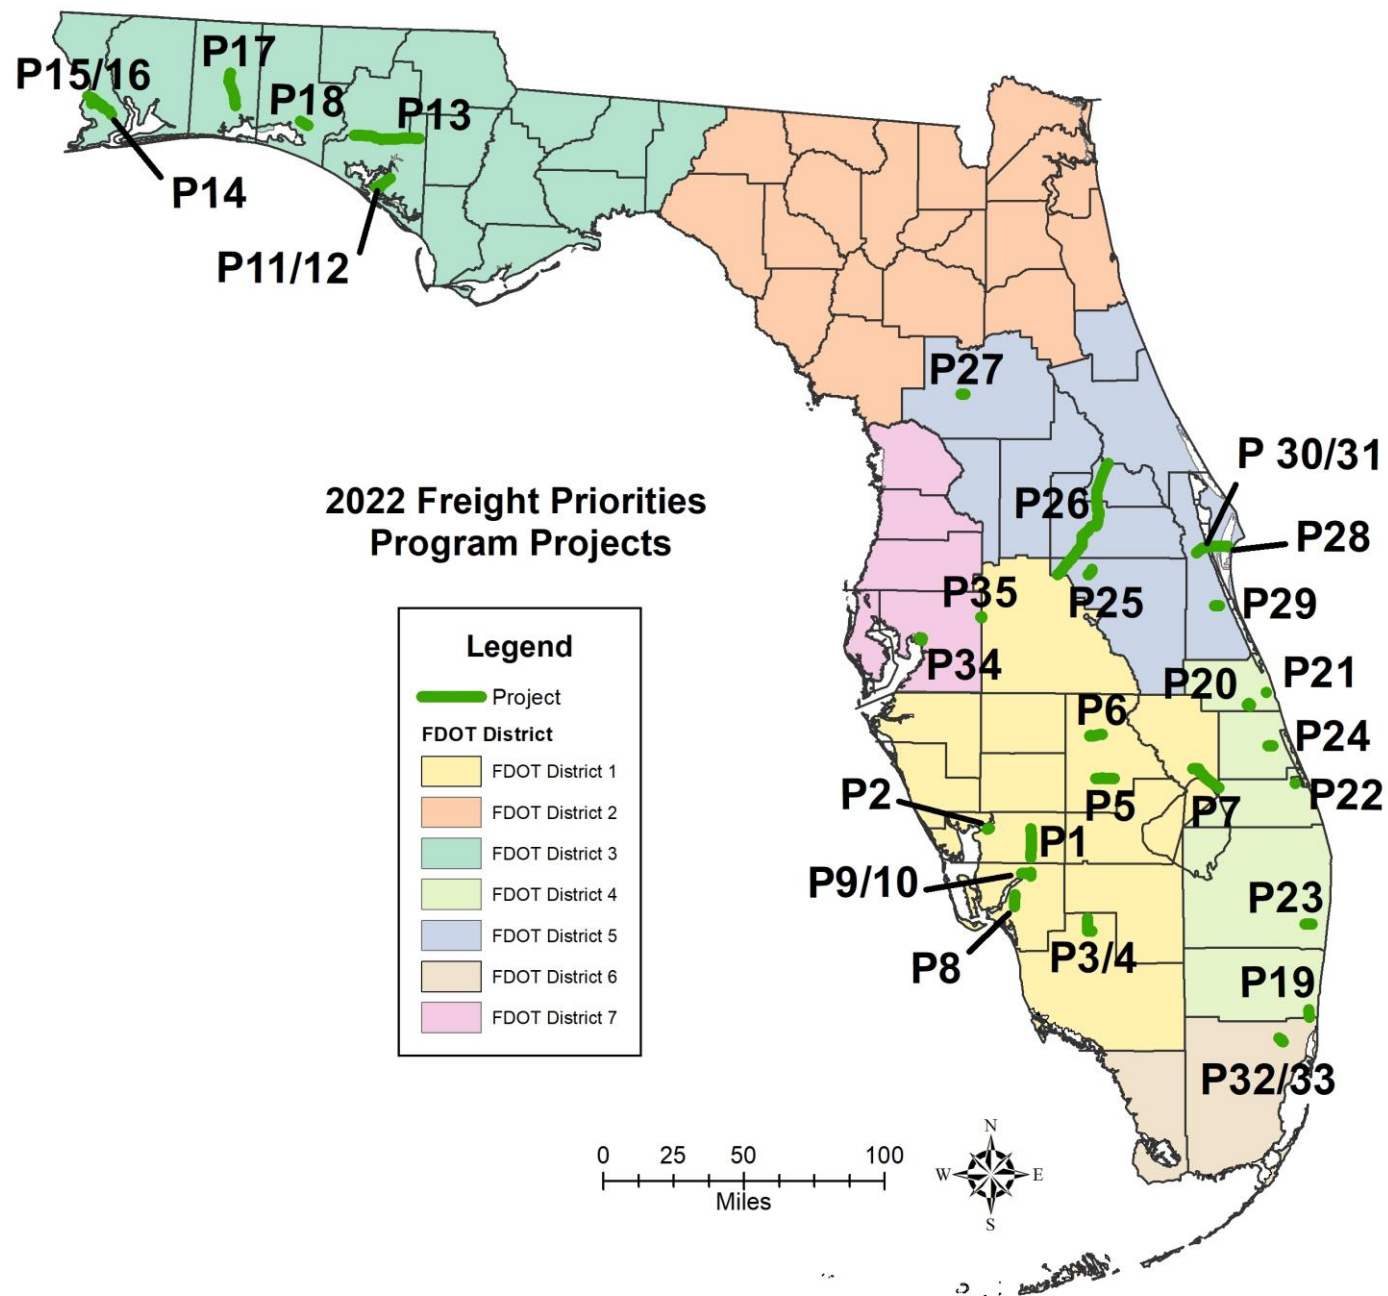 P17
P15/16
P18
P13
P14
P11/12
P27
P 30/31
2022 Freight Priorities
Program Projects
P26
P28
P35
P25
P29
Legend
P34
P21
P20
Project
P6
FDOT District
P24
FDOT District 1
P2
P5
P7
P22
FDOT District 2
P1
FDOT District 3
P9/10
FDOT District 4
P23
FDOT District 5
P8
P3/4
FDOT District 6
P19
FDOT District 7
P32/33
N
0 25 50 100
W E
Miles
S